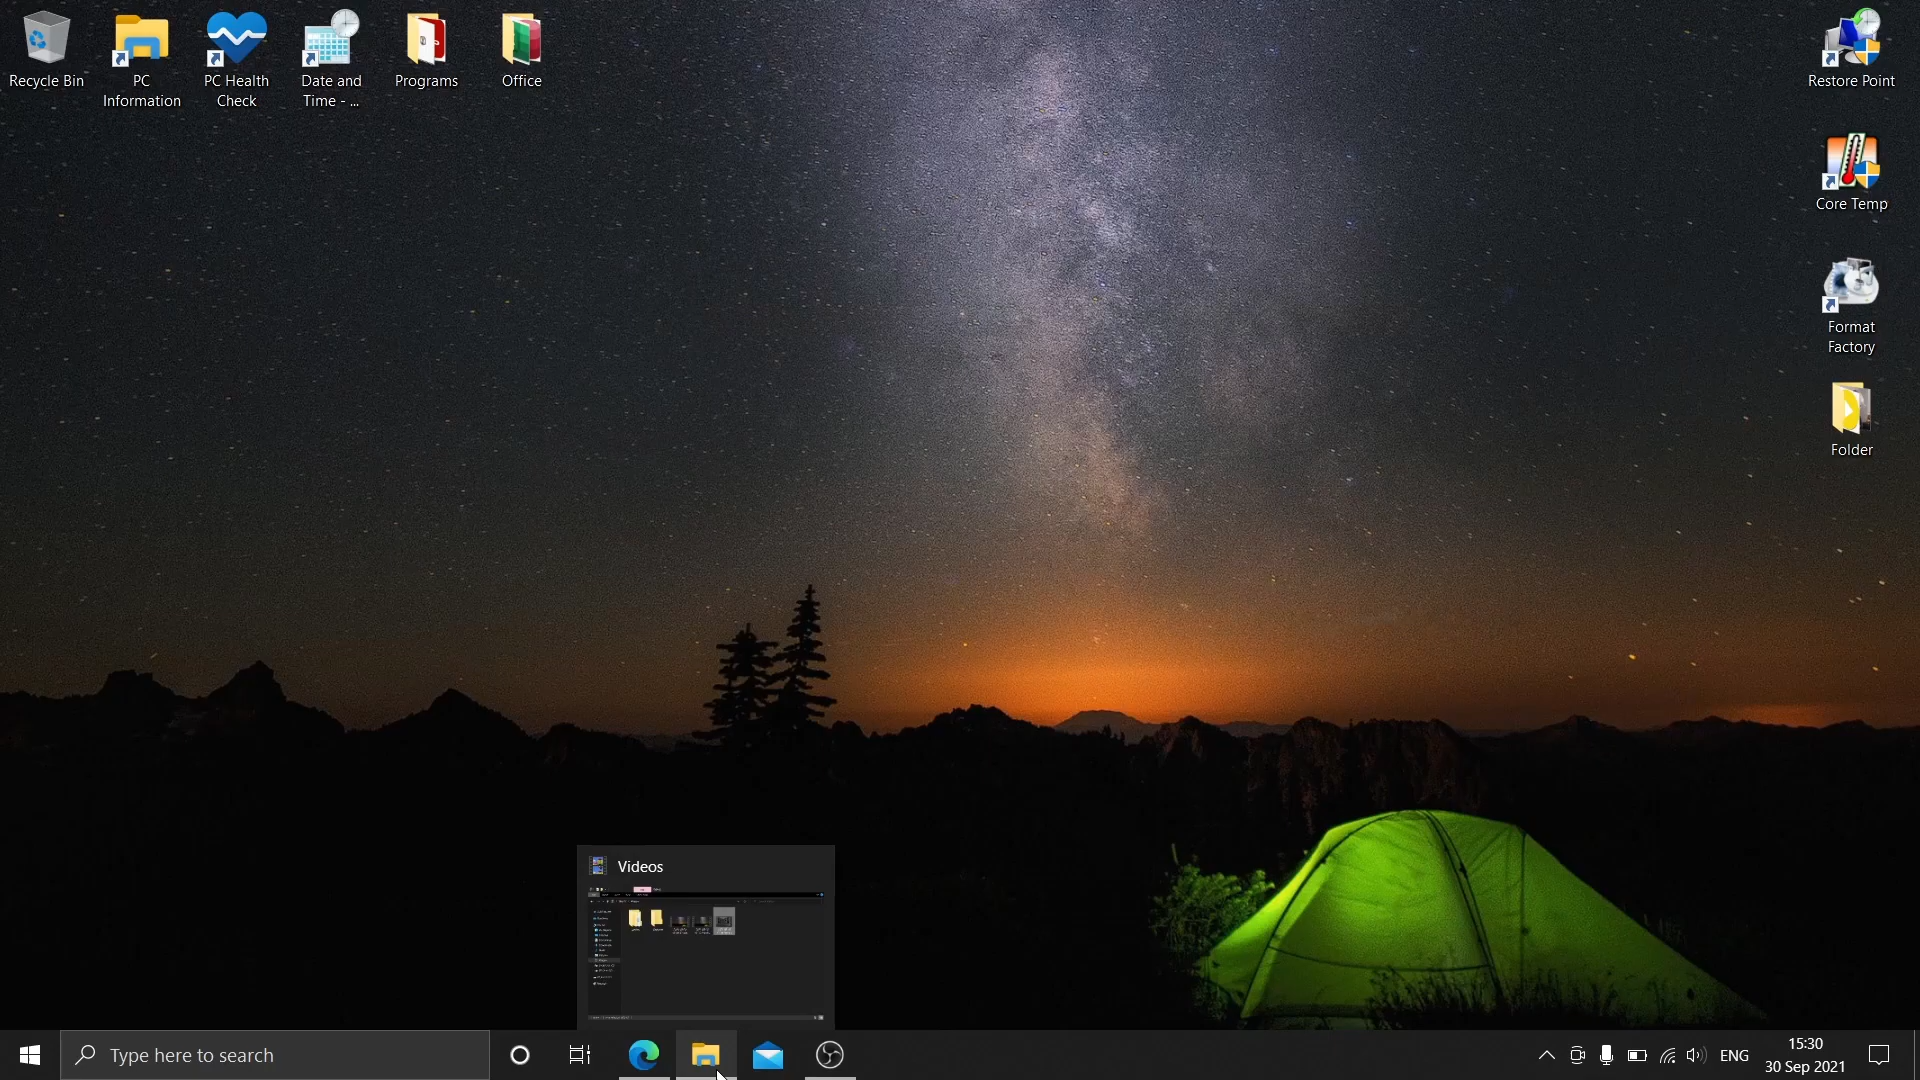 Recycle Bin
PC
Information
PC Health
Check
Date and
Time - ...
Programs
Office
Restore Point
Core Temp
Format
Factory
Folder
Videos
Type here to search
ENG
15:30
30 Sep 2021